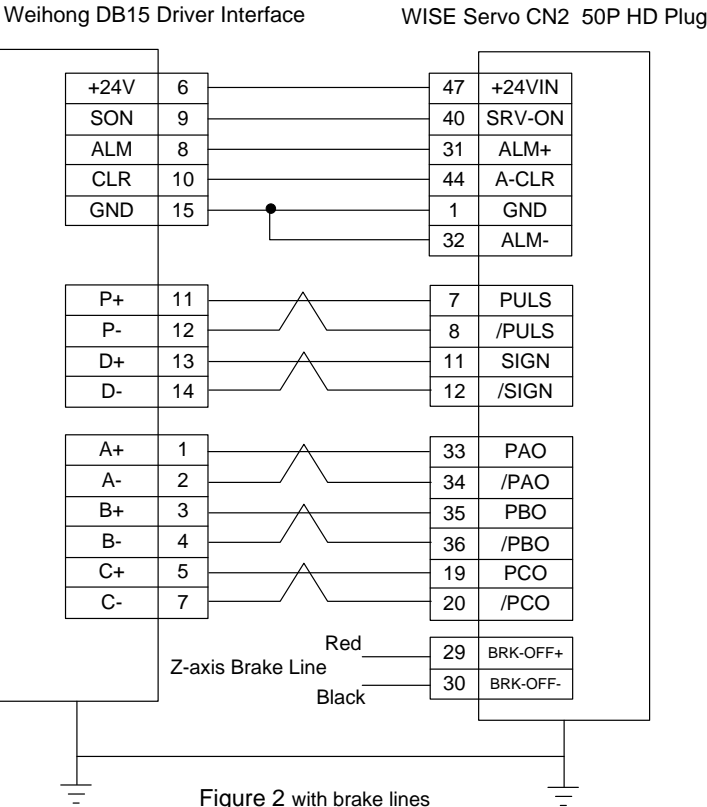 Weihong DB15 Driver Interface WISE Servo CN2 50P HD Plug
+24V 6 47 +24VIN
SON 9 40 SRV-ON
ALM 8 31 ALM+
CLR 10 44 A-CLR
GND 15 1 GND
32 ALM-
P+ 11 7 PULS
P- 12 8 /PULS
D+ 13 11 SIGN
D- 14 12 /SIGN
A+ 1 33 PAO
A- 2 34 /PAO
B+ 3 35 PBO
B- 4 36 /PBO
C+ 5 19 PCO
C- 7 20 /PCO
Red 29 BRK-OFF+
Z-axis Brake Line
Black 30 BRK-OFF-
Figure 2 with brake lines